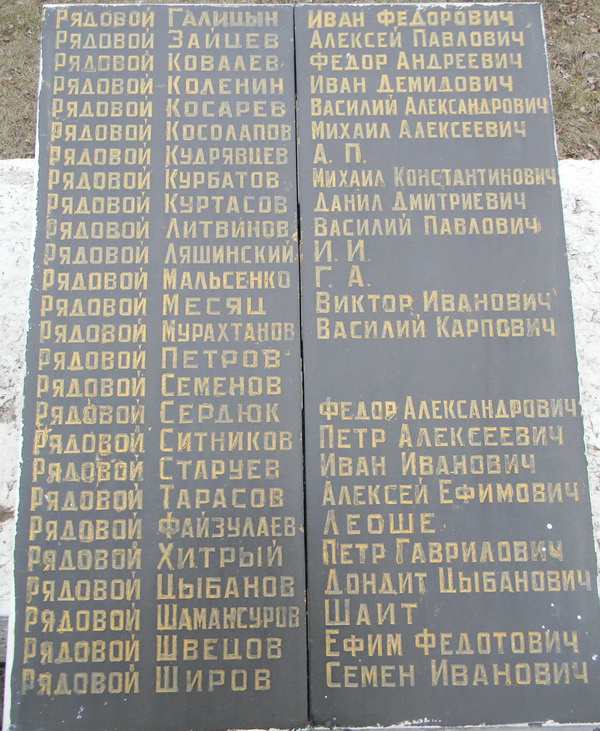 Рядовой Галицын Иван Федорович
Рядовой Зайцев Алексей Павлович
Рядовой Ковалев Федор Андреевич
Рядовой Коленин Иван Демидович
Рядовой Косарев Василий Александрович
Рядовой Косолапов Михаил Алексеевич
Рядовой Кудрявцев А. П.
Рядовой Курбатов Михаил Константинович
Рядовой Куртасов Данил Дмитриевич
Рядовой Литвинов Василий Павлович
Рядовой Ляшинский И. И.
Рядовой Мальсенко Г. А.
Рядовой Месяц Виктор Иванович
Рядовой Мурахтанов Василий Карпович
Рядовой Петров
Рядовой Семенов
Рядовой Сердюк Федор Александрович
Рядовой Ситников Петр Алексеевич
Рядовой Старуев Иван Иванович
Рядовой Тарасов Алексей Ефимович
Рядовой Файзулаев Леоше
Рядовой Хитрый Петр Гаврилович
Рядовой Цыбанов Дондит Цыбанович
Рядовой Шамансуров Шаит
Рядовой Швецов Ефим Федотович
Рядовой Широв Семен Иванович